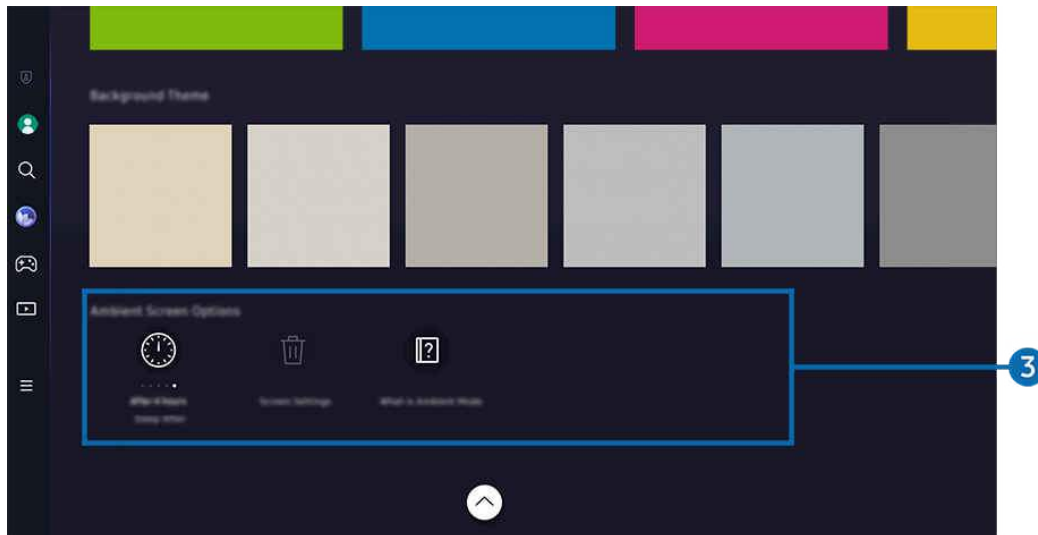 Background Theme
Ambient Screen Options
3
After 4 hours
Screen Settings
What is Ambient Mode
Sleep After